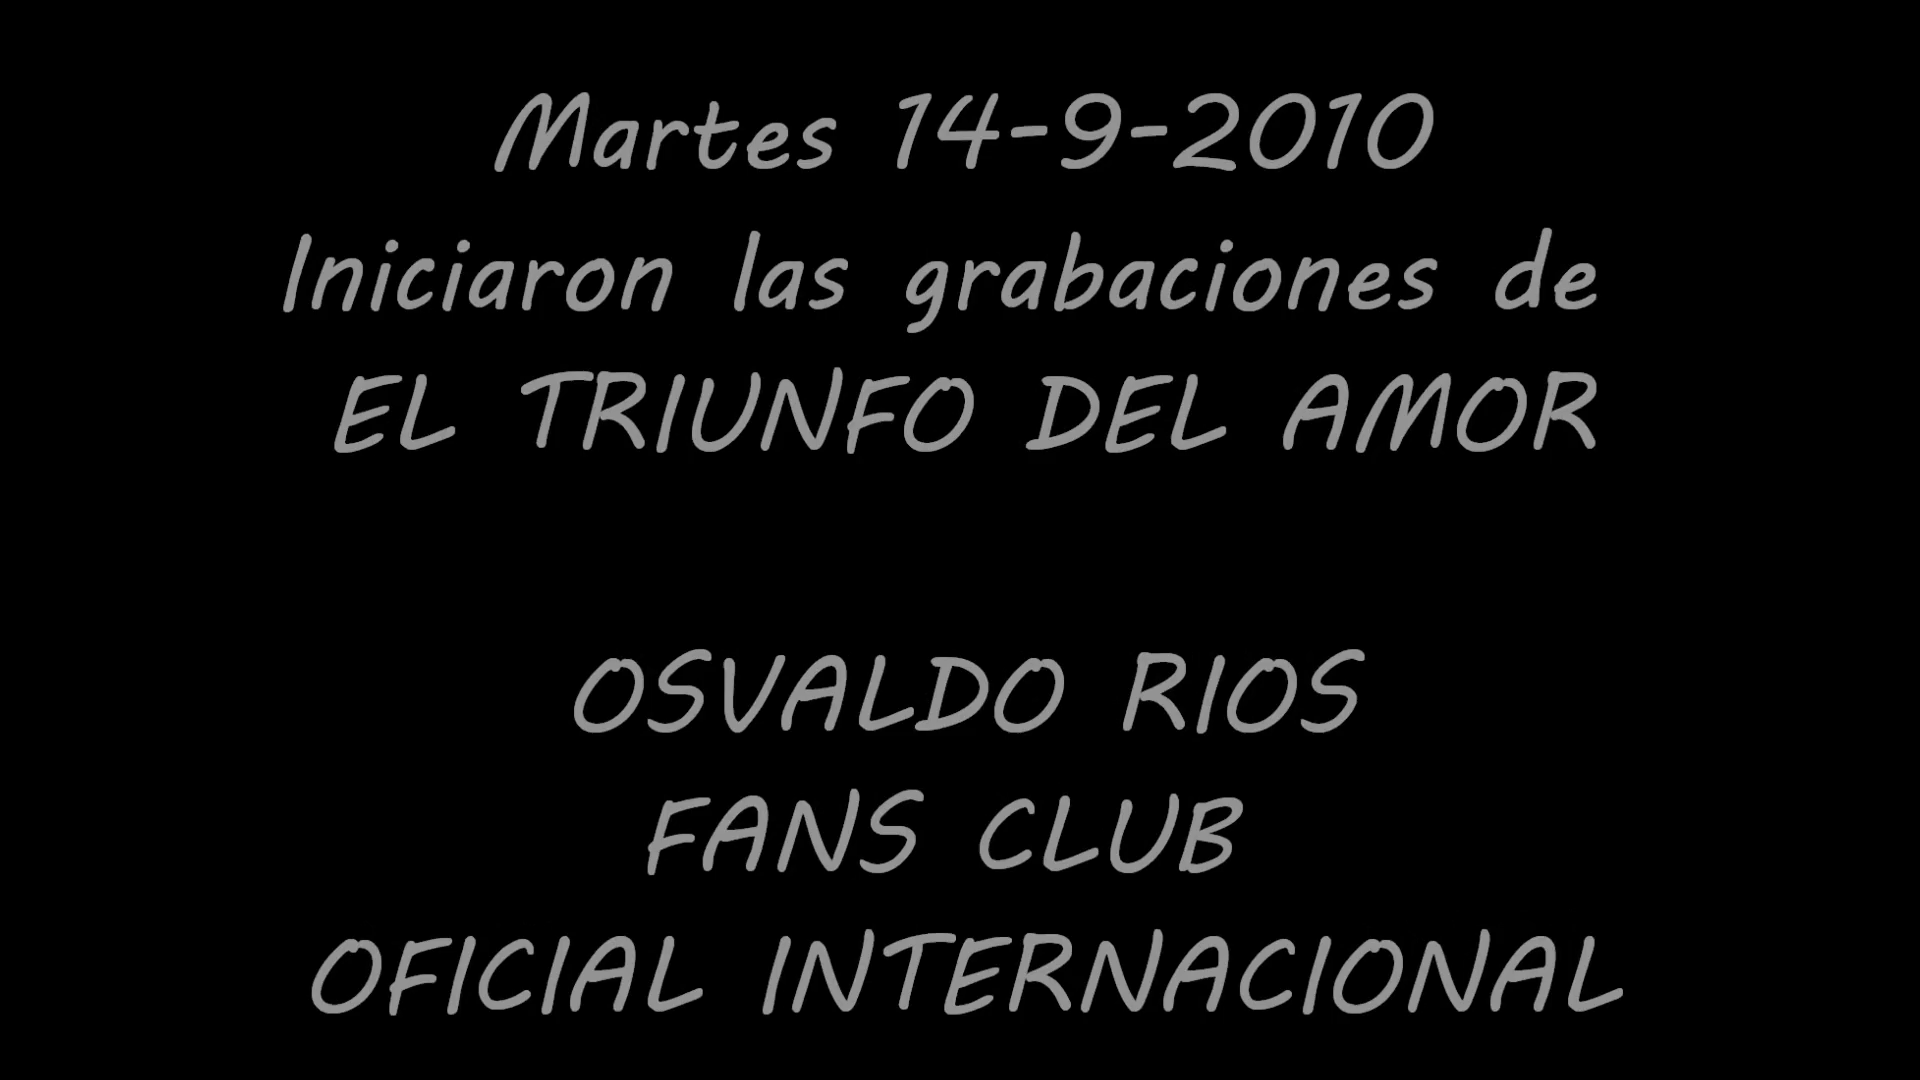 Martes 14-9-2010
Iniciaron las grabaciones de
EL TRIUNFO DEL AMOR
OSVALDO RIOS
FANS CLUB
OFICIAL INTERNACIONAL